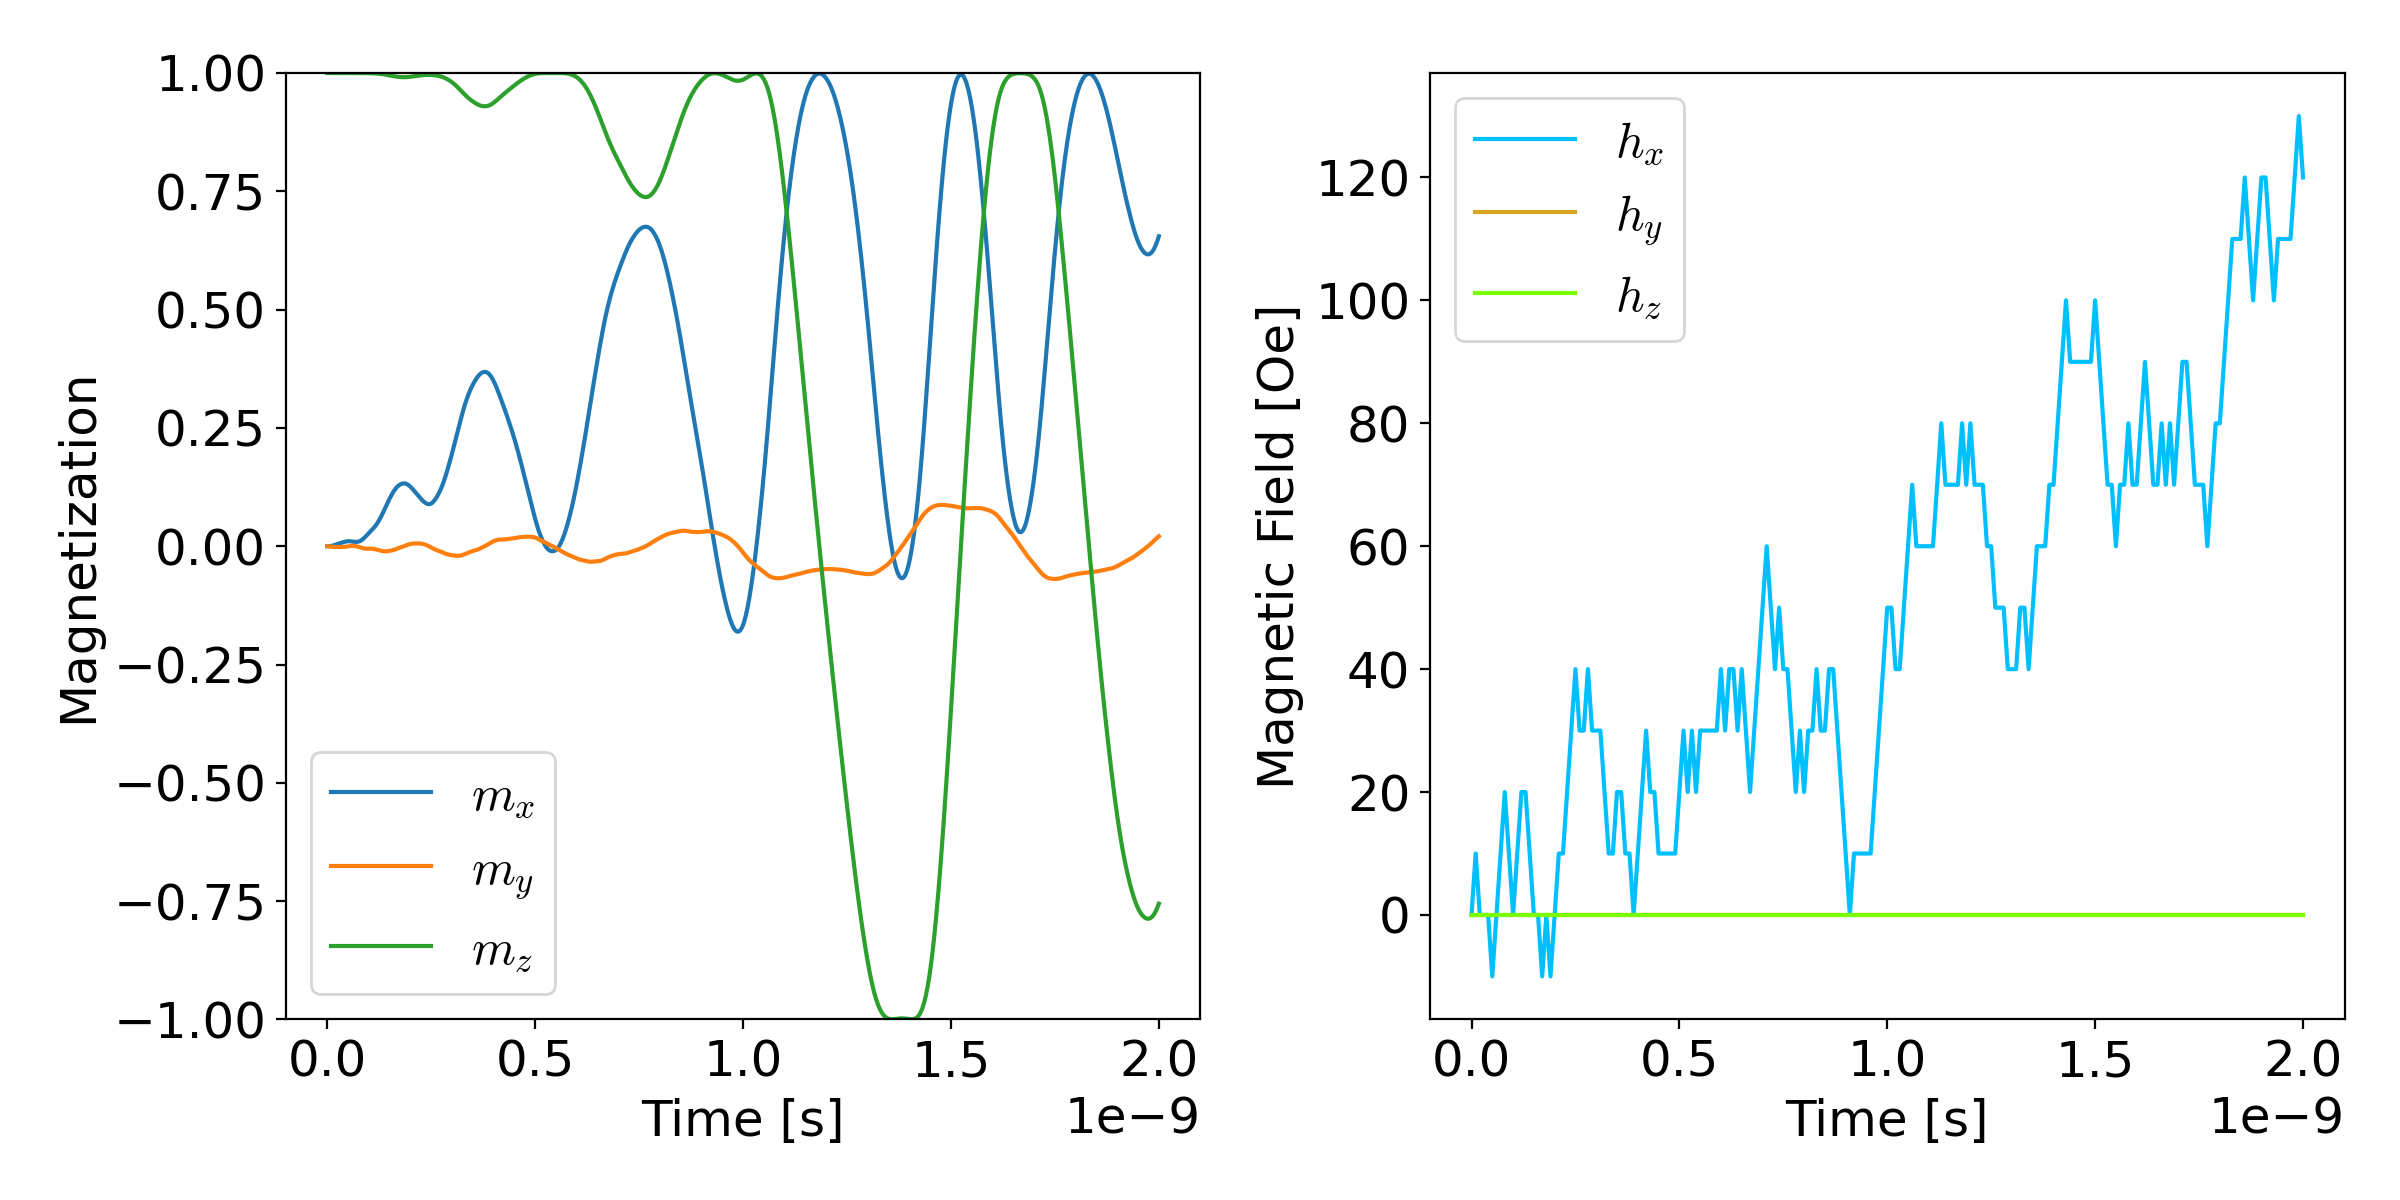 Magnetization
1.00
0.75
0.50
0.25
0.00
−0.25
−0.50
−0.75
−1.00
m_x
m_y
m_z
0.0 0.5 1.0 1.5 2.0
Time [s]
1e−9
Magnetic Field [Oe]
120
100
80
60
40
20
0
h_x
h_y
h_z
0.0 0.5 1.0 1.5 2.0
Time [s]
1e−9